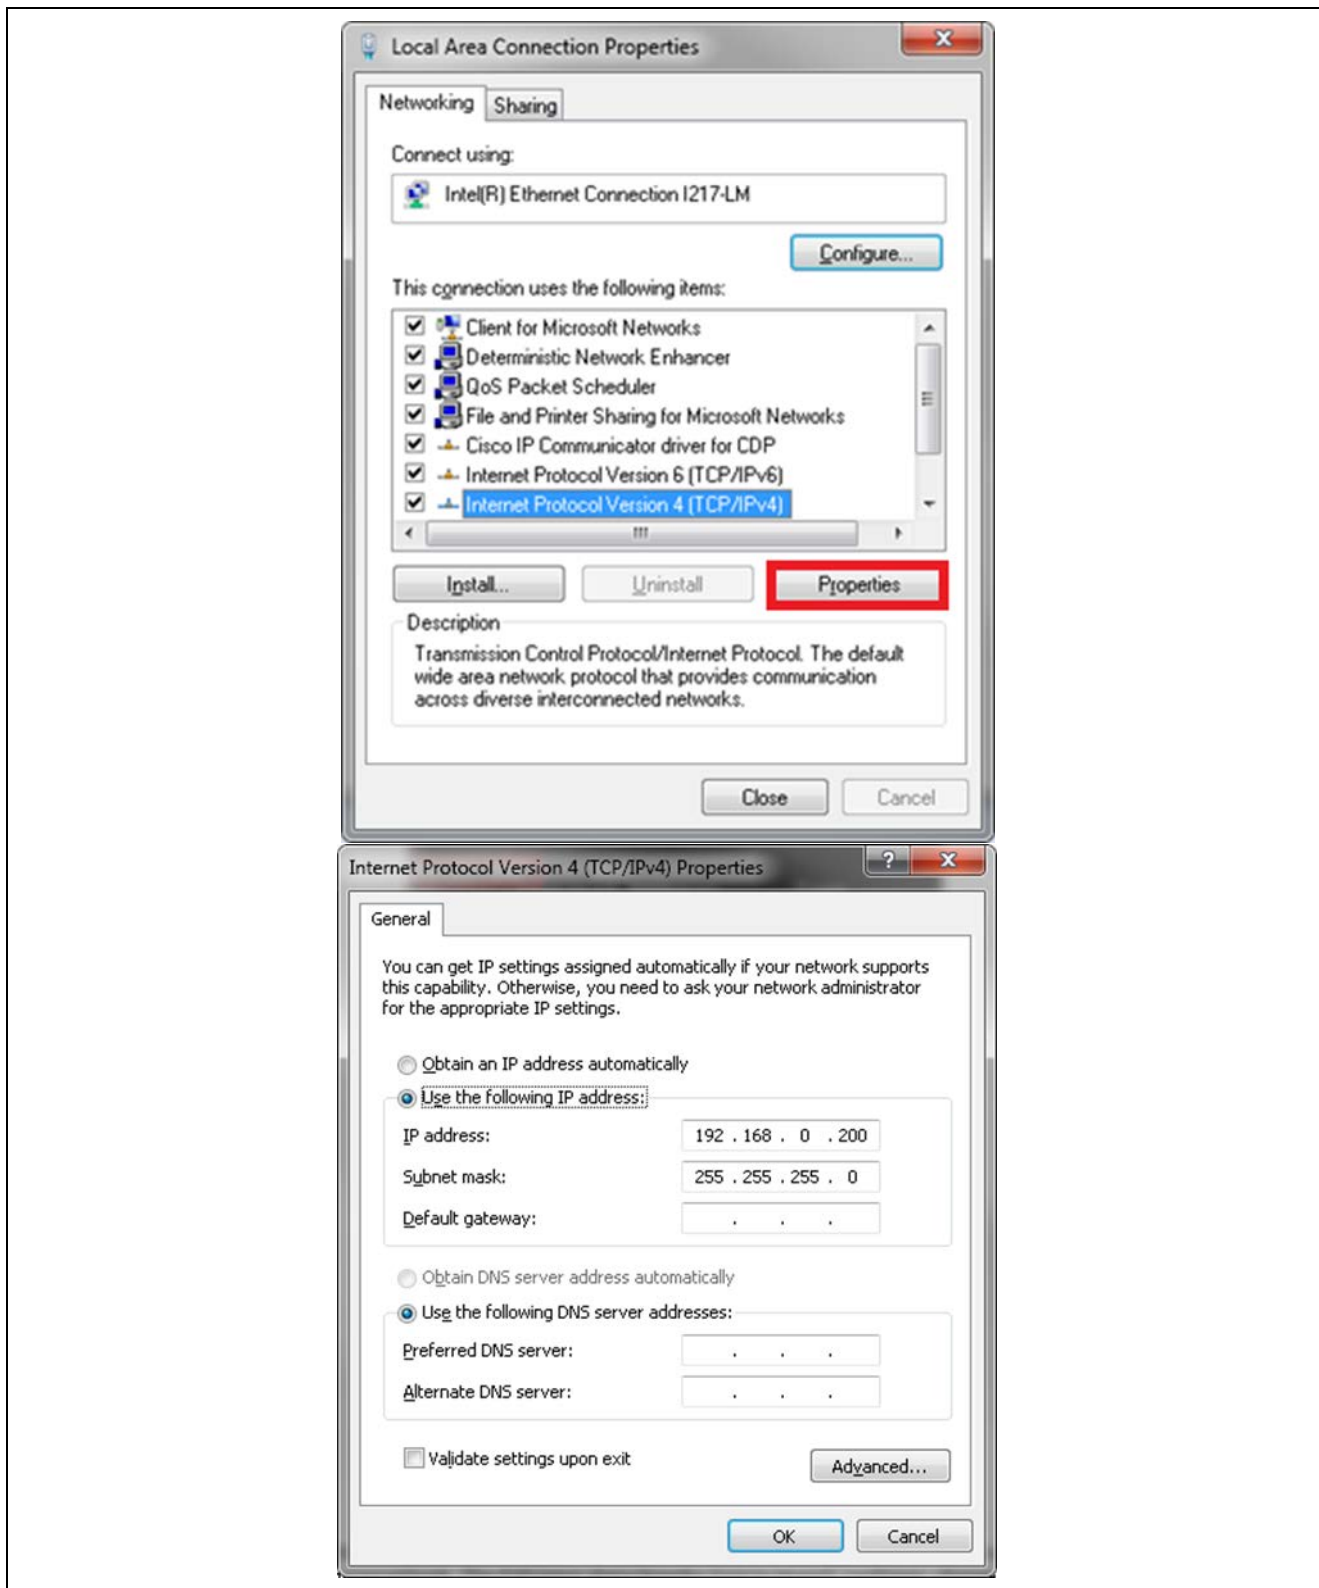 Local Area Connection Properties
Networking
Sharing
Connect using:
Intel(R) Ethernet Connection I217-LM
Configure...
This connection uses the following items:
Client for Microsoft Networks
Deterministic Network Enhancer
QoS Packet Scheduler
File and Printer Sharing for Microsoft Networks
Cisco IP Communicator driver for CDP
Internet Protocol Version 6 (TCP/IPv6)
Internet Protocol Version 4 (TCP/IPv4)
Install...
Uninstall
Properties
Description
Transmission Control Protocol/Internet Protocol. The default
wide area network protocol that provides communication
across diverse interconnected networks.
Close
Cancel
Internet Protocol Version 4 (TCP/IPv4) Properties
General
You can get IP settings assigned automatically if your network supports
this capability. Otherwise, you need to ask your network administrator
for the appropriate IP settings.
Obtain an IP address automatically
Use the following IP address:
IP address: 192 . 168 . 0 . 200
Subnet mask: 255 . 255 . 255 . 0
Default gateway: . . .
Obtain DNS server address automatically
Use the following DNS server addresses:
Preferred DNS server: . . .
Alternate DNS server: . . .
Validate settings upon exit
Advanced...
OK
Cancel